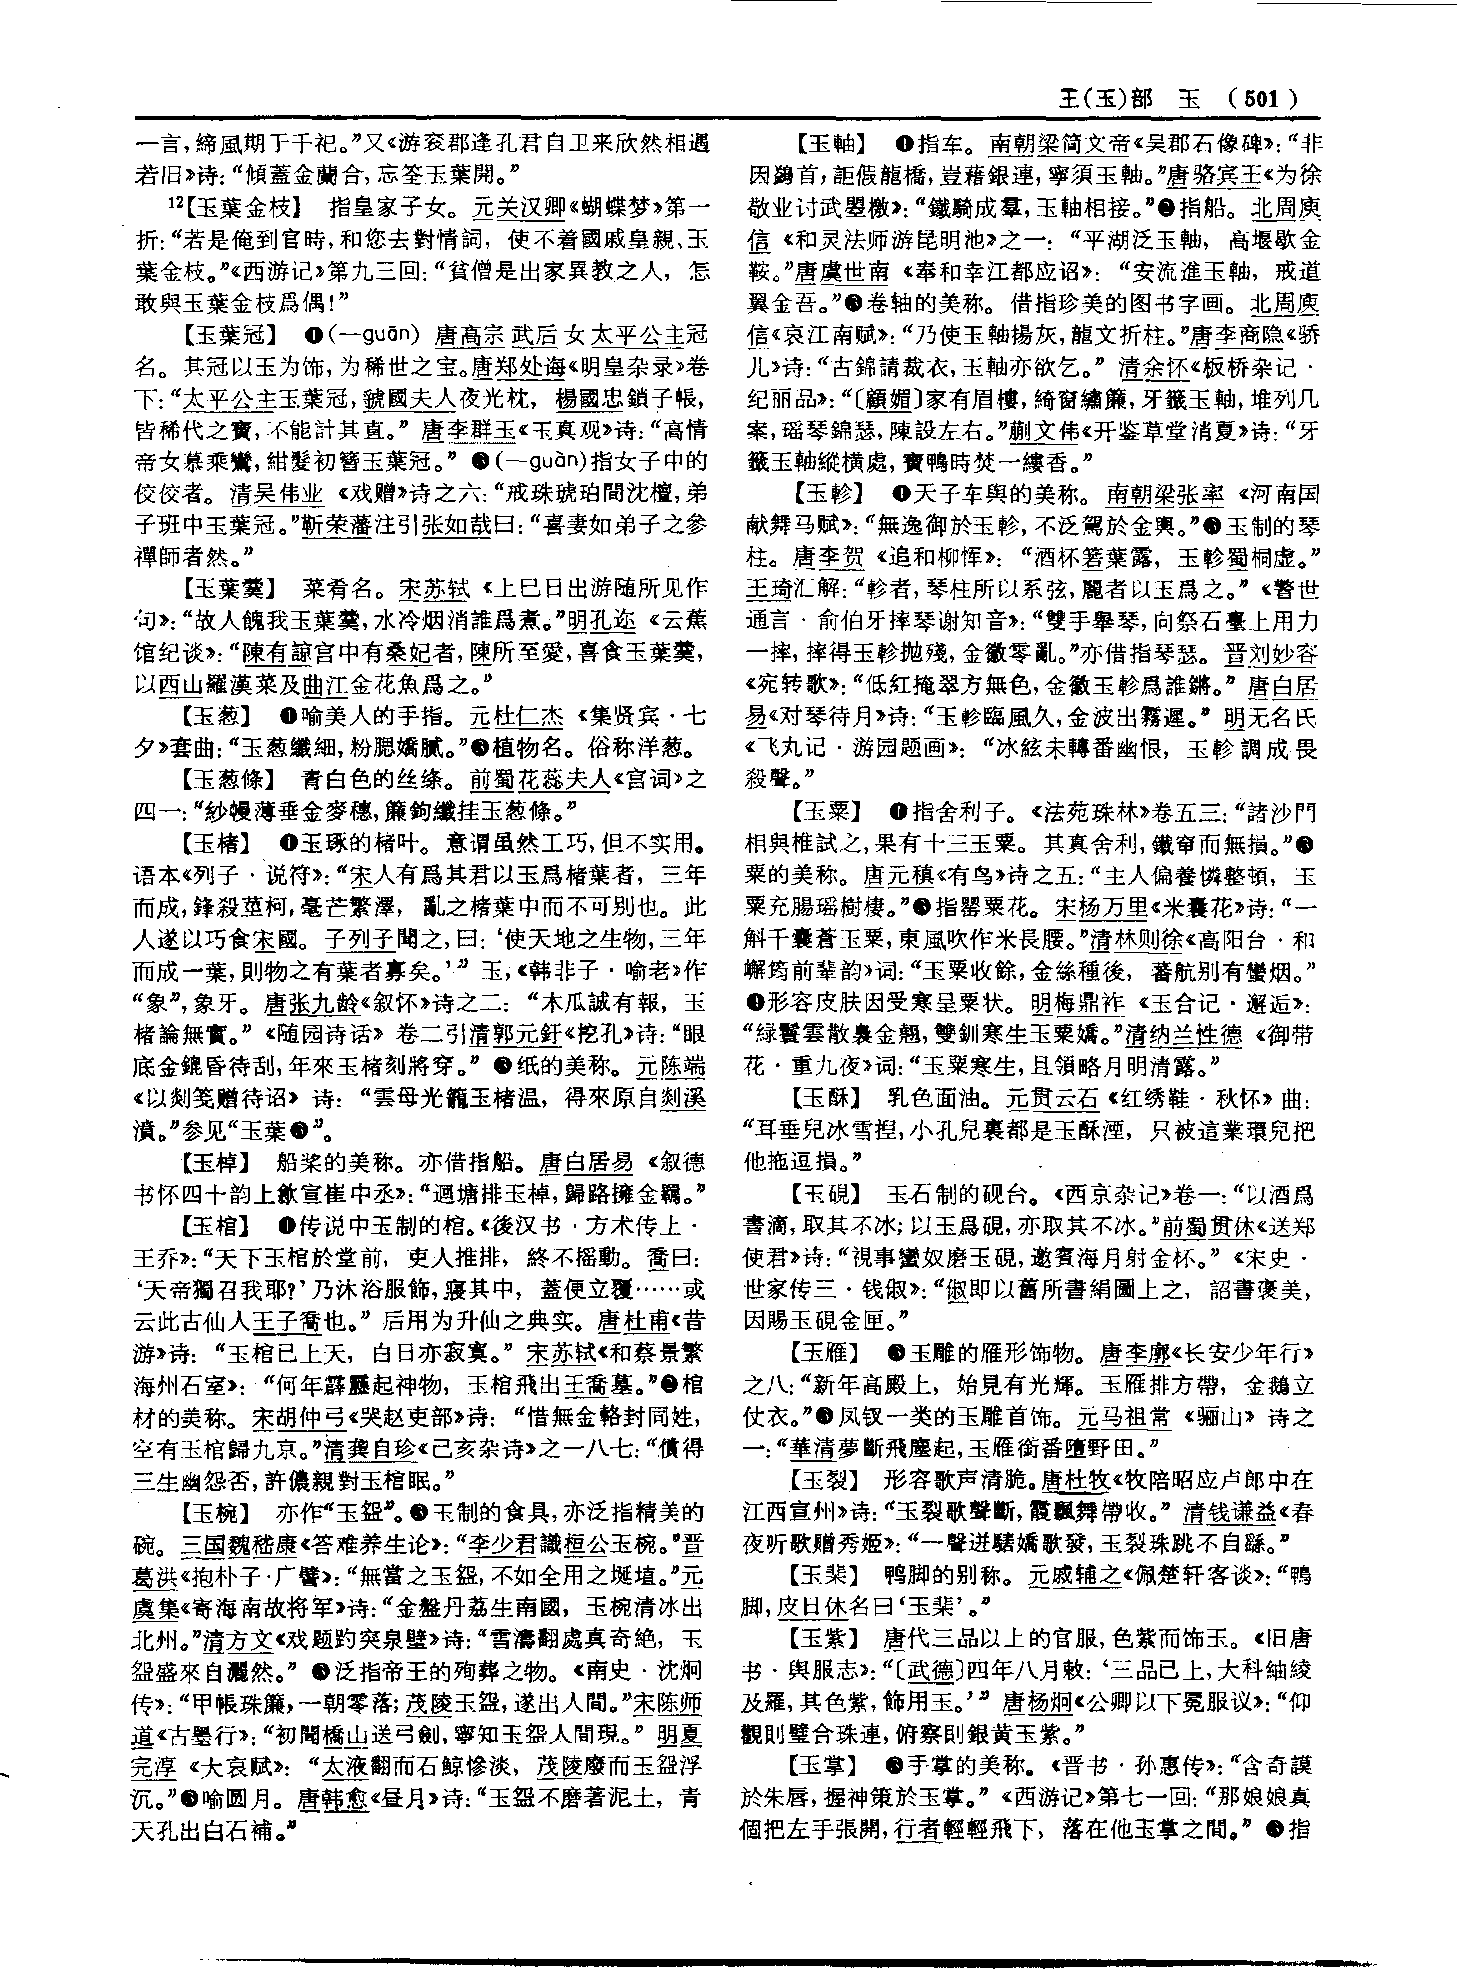 王(玉)部　玉　(501)
一言,締風期于千祀。”又《游衮郡逢孔君自卫来欣然相遇
若旧》诗:“傾蓋金蘭合,忘筌玉葉開。”
¹²【玉葉金枝】　指皇家子女。元关汉卿《蝴蝶梦》第一
折:“若是俺到官時,和您去對情詞,使不着國戚皇親、玉
葉金枝。”《西游记》第九三回:“貧僧是出家異教之人,怎
敢與玉葉金枝爲偶!”
【玉葉冠】　❶(—guān) 唐高宗武后女太平公主冠
名。其冠以玉为饰,为稀世之宝。唐郑处诲《明皇杂录》卷
下:“太平公主玉葉冠,虢國夫人夜光枕,楊國忠鎖子帳,
皆稀代之寶,不能計其直。”唐李群玉《玉真观》诗:“高情
帝女慕乘鸞,紺髮初簪玉葉冠。”❷(—guàn)指女子中的
佼佼者。清吴伟业《戏赠》诗之六:“戒珠琥珀間沈檀,弟
子班中玉葉冠。”靳荣藩注引张如哉曰:“喜妻如弟子之參
禪師者然。”
【玉葉羹】　菜肴名。宋苏轼《上巳日出游随所见作
句》:“故人餽我玉葉羹,水冷烟消誰爲煮。”明孔迩《云蕉
馆纪谈》:“陳有諒宫中有桑妃者,陳所至愛,喜食玉葉羹,
以西山羅漢菜及曲江金花魚爲之。”
【玉葱】　❶喻美人的手指。元杜仁杰《集贤宾·七
夕》套曲:“玉葱纖細,粉腮嬌膩。”❷植物名。俗称洋葱。
【玉葱條】　青白色的丝绦。前蜀花蕊夫人《宫词》之
四一:“紗幔薄垂金麥穗,簾鉤纖挂玉葱條。”
【玉楮】　❶玉琢的楮叶。意谓虽然工巧,但不实用。
语本《列子·说符》:“宋人有爲其君以玉爲楮葉者,三年
而成,鋒殺莖柯,毫芒繁澤,亂之楮葉中而不可别也。此
人遂以巧食宋國。子列子聞之,曰:‘使天地之生物,三年
而成一葉,則物之有葉者寡矣。’”玉,《韩非子·喻老》作
“象”,象牙。唐张九龄《叙怀》诗之二:“木瓜誠有報,玉
楮論無實。”《随园诗话》卷二引清郭元釪《挖孔》诗:“眼
底金鎞昏待刮,年來玉楮刻將穿。”❷纸的美称。元陈端
《以剡笺赠待诏》诗:“雲母光籠玉楮温,得來原自剡溪
濆。”参见“玉葉❸”。
【玉棹】　船桨的美称。亦借指船。唐白居易《叙德
书怀四十韵上歙宣崔中丞》:“迴塘排玉棹,歸路擁金羈。”
【玉棺】　❶传说中玉制的棺。《後汉书·方术传上·
王乔》:“天下玉棺於堂前,吏人推排,終不摇動。喬曰:
‘天帝獨召我耶?’乃沐浴服飾,寢其中,蓋便立覆……或
云此古仙人王子喬也。”后用为升仙之典实。唐杜甫《昔
游》诗:“玉棺已上天,白日亦寂寞。”宋苏轼《和蔡景繁
海州石室》:“何年霹靂起神物,玉棺飛出王喬墓。”❷棺
材的美称。宋胡仲弓《哭赵吏部》诗:“惜無金輅封同姓,
空有玉棺歸九京。”清龚自珍《己亥杂诗》之一八七:“償得
三生幽怨否,許儂親對玉棺眠。”
【玉椀】　亦作“玉盌”。❶玉制的食具,亦泛指精美的
碗。三国魏嵇康《答难养生论》:“李少君識桓公玉椀。”晋
葛洪《抱朴子·广譬》:“無當之玉盌,不如全用之埏埴。”元
虞集《寄海南故将军》诗:“金盤丹荔生南國,玉椀清冰出
北州。”清方文《戏题趵突泉壁》诗:“雪濤翻處真奇絶,玉
盌盛來自灑然。”❷泛指帝王的殉葬之物。《南史·沈炯
传》:“甲帳珠簾,一朝零落;茂陵玉盌,遂出人間。”宋陈师
道《古墨行》:“初聞橋山送弓劍,寧知玉盌人間現。”明夏
完淳《大哀赋》:“太液翻而石鯨慘淡,茂陵廢而玉盌浮
沉。”❸喻圆月。唐韩愈《昼月》诗:“玉盌不磨著泥土,青
天孔出白石補。”
【玉軸】　❶指车。南朝梁简文帝《吴郡石像碑》:“非
因鷁首,詎假龍橋,豈藉銀連,寧須玉軸。”唐骆宾王《为徐
敬业讨武曌檄》:“鐵騎成羣,玉軸相接。”❷指船。北周庾
信《和灵法师游昆明池》之一:“平湖泛玉軸,高堰歇金
鞍。”唐虞世南《奉和幸江都应诏》:“安流進玉軸,戒道
翼金吾。”❸卷轴的美称。借指珍美的图书字画。北周庾
信《哀江南赋》:“乃使玉軸揚灰,龍文折柱。”唐李商隐《骄
儿》诗:“古錦請裁衣,玉軸亦欲乞。”清余怀《板桥杂记·
纪丽品》:“〔顧媚〕家有眉樓,綺窗繡簾,牙籤玉軸,堆列几
案,瑶琴錦瑟,陳設左右。”蒯文伟《开鉴草堂消夏》诗:“牙
籤玉軸縱横處,寶鴨時焚一縷香。”
【玉軫】　❶天子车舆的美称。南朝梁张率《河南国
献舞马赋》:“無逸御於玉軫,不泛駕於金輿。”❷玉制的琴
柱。唐李贺《追和柳恽》:“酒杯箬葉露,玉軫蜀桐虚。”
王琦汇解:“軫者,琴柱所以系弦,麗者以玉爲之。”《警世
通言·俞伯牙摔琴谢知音》:“雙手舉琴,向祭石臺上用力
一摔,摔得玉軫抛殘,金徽零亂。”亦借指琴瑟。晋刘妙容
《宛转歌》:“低紅掩翠方無色,金徽玉軫爲誰鏘。”唐白居
易《对琴待月》诗:“玉軫臨風久,金波出霧遲。”明无名氏
《飞丸记·游园题画》:“冰絃未轉番幽恨,玉軫調成畏
殺聲。”
【玉粟】　❶指舍利子。《法苑珠林》卷五三:“諸沙門
相與椎試之,果有十三玉粟。其真舍利,鐵窜而無損。”❷
粟的美称。唐元稹《有鸟》诗之五:“主人偏養憐整頓,玉
粟充腸瑶樹棲。”❸指罂粟花。宋杨万里《米囊花》诗:“一
斛千囊蒼玉粟,東風吹作米長腰。”清林则徐《高阳台·和
嶰筠前辈韵》词:“玉粟收餘,金絲種後,蕃航别有蠻烟。”
❹形容皮肤因受寒呈粟状。明梅鼎祚《玉合记·邂逅》:
“緑鬟雲散裊金翹,雙釧寒生玉粟嬌。”清纳兰性德《御带
花·重九夜》词:“玉粟寒生,且領略月明清露。”
【玉酥】　乳色面油。元贯云石《红绣鞋·秋怀》曲:
“耳垂兒冰雪捏,小孔兒裏都是玉酥湮,只被這業環兒把
他拖逗損。”
【玉硯】　玉石制的砚台。《西京杂记》卷一:“以酒爲
書滴,取其不冰;以玉爲硯,亦取其不冰。”前蜀贯休《送郑
使君》诗:“視事蠻奴磨玉硯,邀賓海月射金杯。”《宋史·
世家传三·钱俶》:“俶即以舊所書絹圖上之,詔書褒美,
因賜玉硯金匣。”
【玉雁】　❶玉雕的雁形饰物。唐李廓《长安少年行》
之八:“新年高殿上,始見有光輝。玉雁排方帶,金鵝立
仗衣。”❷凤钗一类的玉雕首饰。元马祖常《骊山》诗之
一:“華清夢斷飛塵起,玉雁銜番墮野田。”
【玉裂】　形容歌声清脆。唐杜牧《牧陪昭应卢郎中在
江西宣州》诗:“玉裂歌聲斷,霞飄舞帶收。”清钱谦益《春
夜听歌赠秀姬》:“一聲迸驋嬌歌發,玉裂珠跳不自繇。”
【玉棐】　鸭脚的别称。元戚辅之《佩楚轩客谈》:“鴨
脚,皮日休名曰‘玉棐’。”
【玉紫】　唐代三品以上的官服,色紫而饰玉。《旧唐
书·舆服志》:“〔武德〕四年八月敕:‘三品已上,大科紬綾
及羅,其色紫,飾用玉。’”唐杨炯《公卿以下冕服议》:“仰
觀則璧合珠連,俯察則銀黄玉紫。”
【玉掌】　❶手掌的美称。《晋书·孙惠传》:“含奇謨
於朱唇,握神策於玉掌。”《西游记》第七一回:“那娘娘真
個把左手張開,行者輕輕飛下,落在他玉掌之間。”❷指